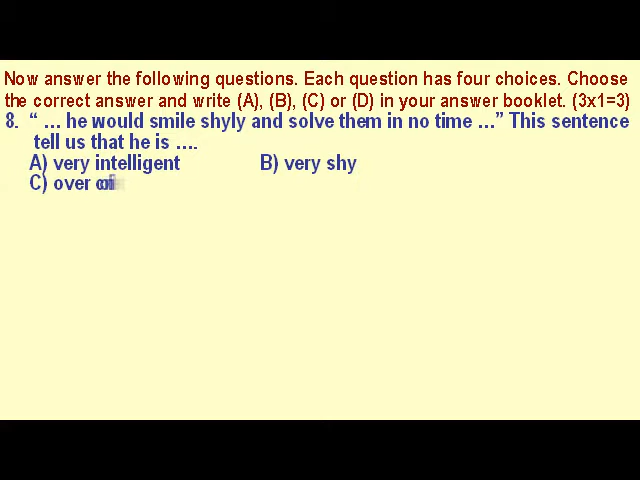 Now answer the following questions. Each question has four choices. Choose
the correct answer and write (A), (B), (C) or (D) in your answer booklet. (3x1=3)
8. “ … he would smile shyly and solve them in no time …” This sentence
tell us that he is ….
A) very intelligent B) very shy
C) over